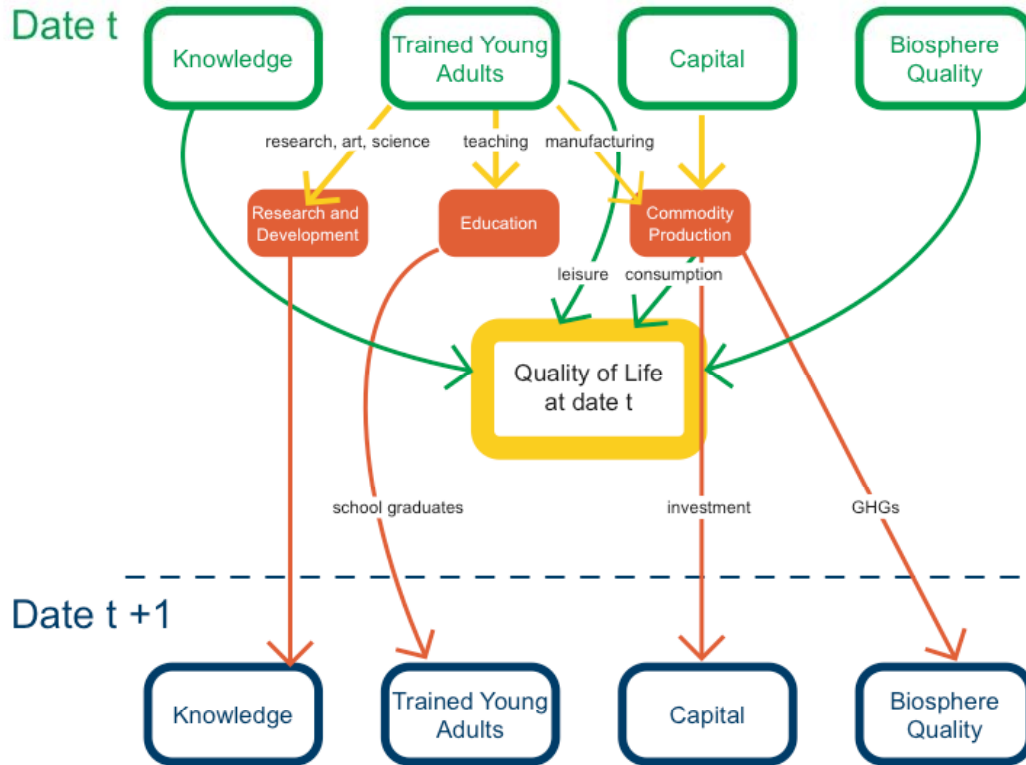 Date t
Knowledge
Trained Young
Adults
Capital
Biosphere
Quality
research, art, science
teaching
manufacturing
Research and
Development
Education
Commodity
Production
leisure
consumption
Quality of Life
at date t
school graduates
investment
GHGs
Date t +1
Knowledge
Trained Young
Adults
Capital
Biosphere
Quality